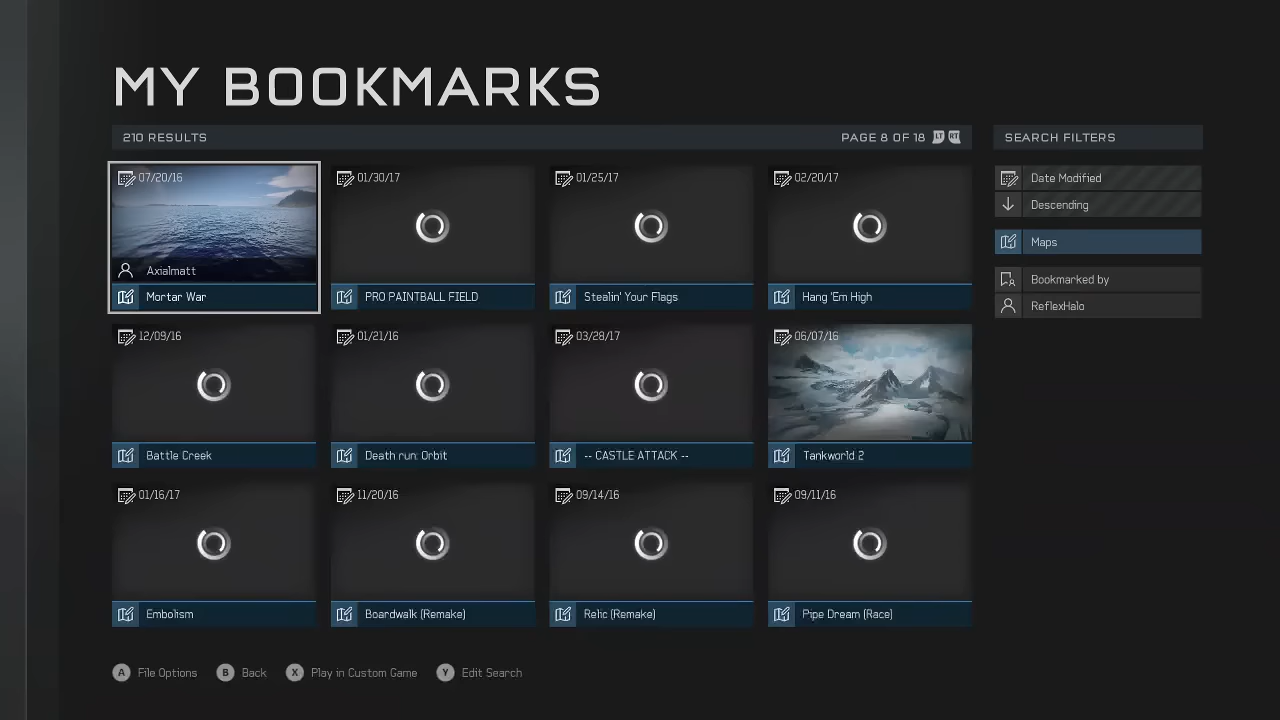 MY BOOKMARKS
210 RESULTS
PAGE 8 OF 18 LT RT
SEARCH FILTERS
07/20/16
Axialmatt
Mortar War
01/30/17
PRO PAINTBALL FIELD
01/25/17
Stealin' Your Flags
02/20/17
Hang 'Em High
Date Modified
Descending
Maps
Bookmarked by
ReflexHalo
12/09/16
Battle Creek
01/21/16
Death run: Orbit
03/28/17
-- CASTLE ATTACK --
06/07/16
Tankworld 2
01/16/17
Embolism
11/20/16
Boardwalk (Remake)
09/14/16
Relic (Remake)
09/11/16
Pipe Dream (Race)
A File Options
B Back
X Play in Custom Game
Y Edit Search